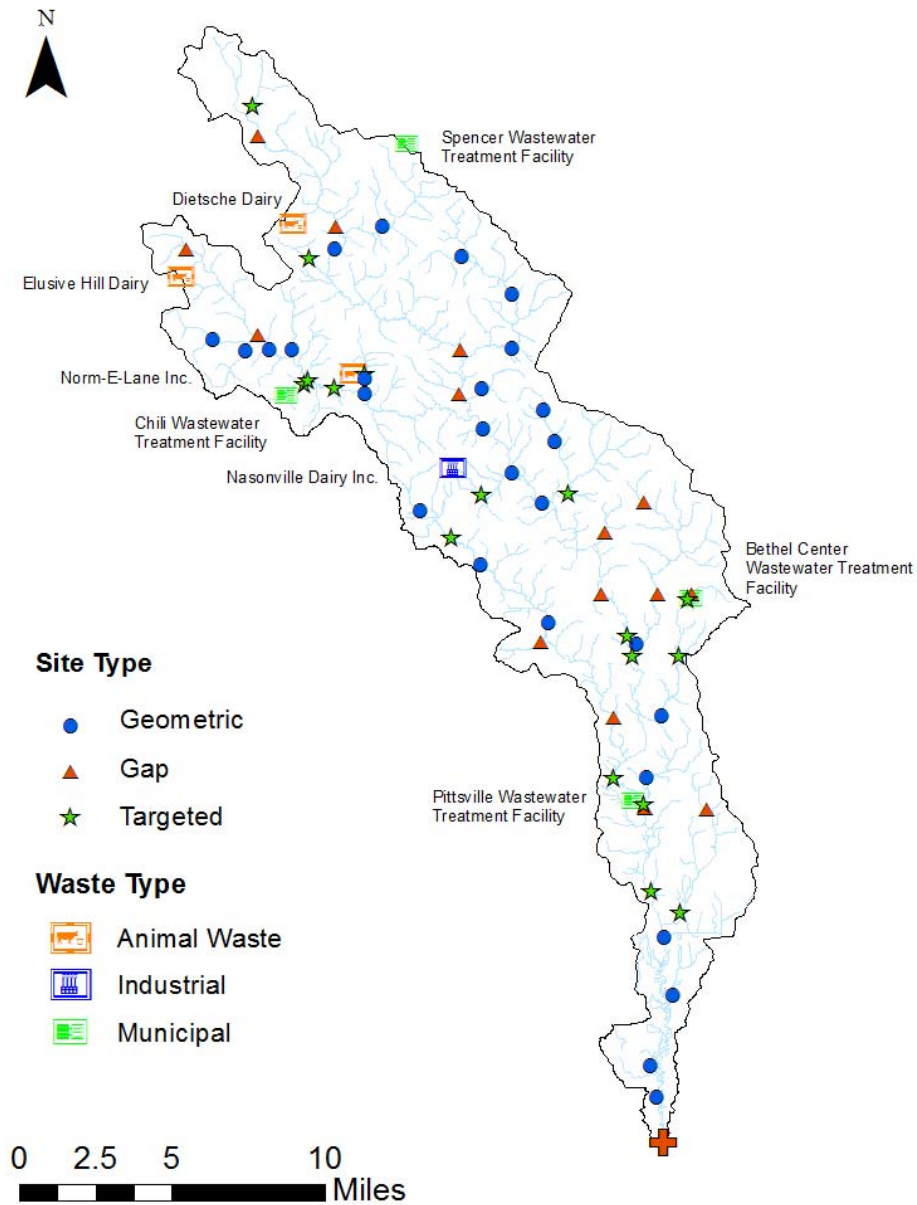 N
Spencer Wastewater
Treatment Facility
Dietsche Dairy
Elusive Hill Dairy
Norm-E-Lane Inc.
Chili Wastewater
Treatment Facility
Nasonville Dairy Inc.
Bethel Center
Wastewater Treatment
Facility
Site Type
Geometric
Gap
Targeted
Pittsville Wastewater
Treatment Facility
Waste Type
Animal Waste
Industrial
Municipal
0 2.5 5 10
Miles